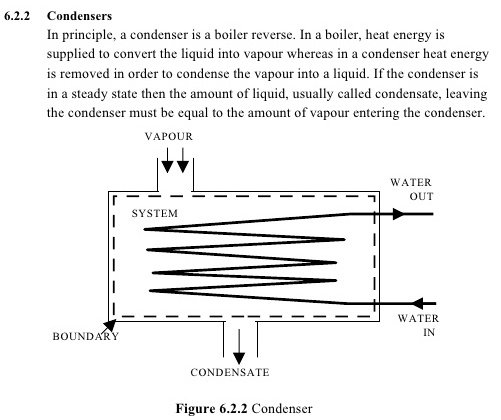 6.2.2 Condensers
In principle, a condenser is a boiler reverse. In a boiler, heat energy is
supplied to convert the liquid into vapour whereas in a condenser heat energy
is removed in order to condense the vapour into a liquid. If the condenser is
in a steady state then the amount of liquid, usually called condensate, leaving
the condenser must be equal to the amount of vapour entering the condenser.
VAPOUR
WATER
OUT
SYSTEM
WATER
IN
BOUNDARY
CONDENSATE
Figure 6.2.2 Condenser